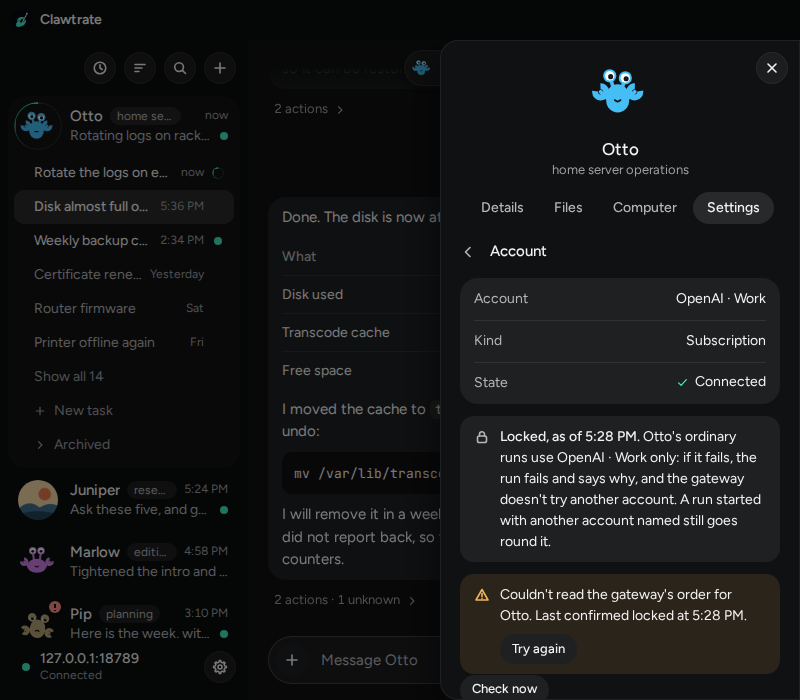 Clawtrate
Otto home se... now
Rotating logs on rack...
Rotate the logs on e... now
Disk almost full o... 5:36 PM
Weekly backup c... 2:34 PM
Certificate rene... Yesterday
Router firmware Sat
Printer offline again Fri
Show all 14
New task
Archived
Juniper rese... 5:24 PM
Ask these five, and g...
Marlow editi... 4:58 PM
Tightened the intro and ...
Pip planning 3:10 PM
Here is the week. wit...
127.0.0.1:18789
Connected
2 actions
Done. The disk is now at
What
Disk used
Transcode cache
Free space
I moved the cache to
undo:
mv /var/lib/transc
I will remove it in a week
did not report back, so
counters.
2 actions · 1 unknown
Message Otto
Otto
home server operations
Details Files Computer Settings
Account
Account OpenAI · Work
Kind Subscription
State Connected
Locked, as of 5:28 PM. Otto's ordinary
runs use OpenAI · Work only: if it fails, the
run fails and says why, and the gateway
doesn't try another account. A run started
with another account named still goes
round it.
Couldn't read the gateway's order for
Otto. Last confirmed locked at 5:28 PM.
Try again
Check now